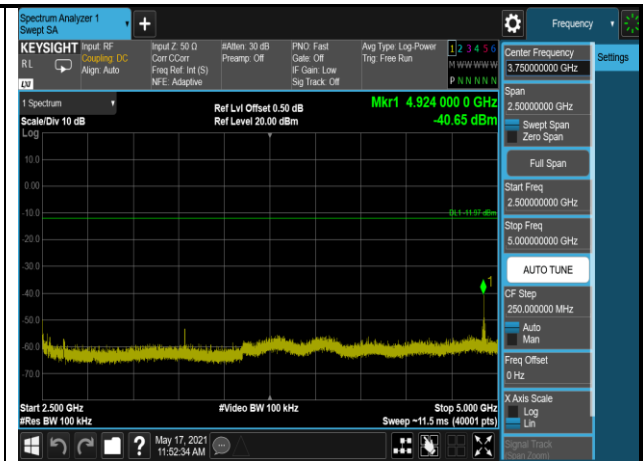 Spectrum Analyzer 1
Swept SA
Frequency
KEYSIGHT
RL
LXI
Input: RF
Coupling: DC
Align: Auto
Input Z: 50 Ω
Corr CCorr
Freq Ref: Int (S)
NFE: Adaptive
#Atten: 30 dB
Preamp: Off
PNO: Fast
Gate: Off
IF Gain: Low
Sig Track: Off
Avg Type: Log-Power
Trig: Free Run
1 2 3 4 5 6
M W W W W W
P N N N N N
Center Frequency
3.750000000 GHz
Settings
Span
2.50000000 GHz
Swept Span
Zero Span
Full Span
Start Freq
2.500000000 GHz
Stop Freq
5.000000000 GHz
AUTO TUNE
CF Step
250.000000 MHz
Auto
Man
Freq Offset
0 Hz
X Axis Scale
Log
Lin
Signal Track
(Span Zoom)
1 Spectrum
Scale/Div 10 dB
Ref Lvl Offset 0.50 dB
Ref Level 20.00 dBm
Mkr1 4.924 000 0 GHz
-40.65 dBm
Log
10.0
0.00
-10.0
-20.0
-30.0
-40.0
-50.0
-60.0
-70.0
DL1 -11.97 dBm
1
Start 2.500 GHz
#Res BW 100 kHz
#Video BW 100 kHz
Stop 5.000 GHz
Sweep ~11.5 ms (40001 pts)
?
May 17, 2021
11:52:34 AM